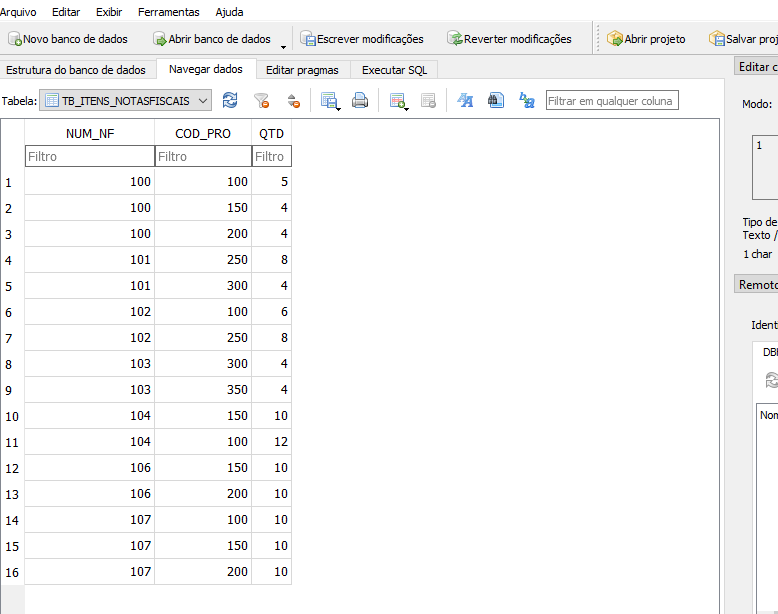 Arquivo Editar Exibir Ferramentas Ajuda
Novo banco de dados Abrir banco de dados Escrever modificações Reverter modificações Abrir projeto Salvar proj
Estrutura do banco de dados Navegar dados Editar pragmas Executar SQL Editar c
Tabela: TB_ITENS_NOTASFISCAIS Filtrar em qualquer coluna Modo:
NUM_NF COD_PRO QTD
Filtro Filtro Filtro 1
1 100 100 5
2 100 150 4
3 100 200 4 Tipo de
Texto /
4 101 250 8 1 char
5 101 300 4 Remoto
6 102 100 6 Ident
7 102 250 8 DBI
8 103 300 4
9 103 350 4
10 104 150 10 Nor
11 104 100 12
12 106 150 10
13 106 200 10
14 107 100 10
15 107 150 10
16 107 200 10